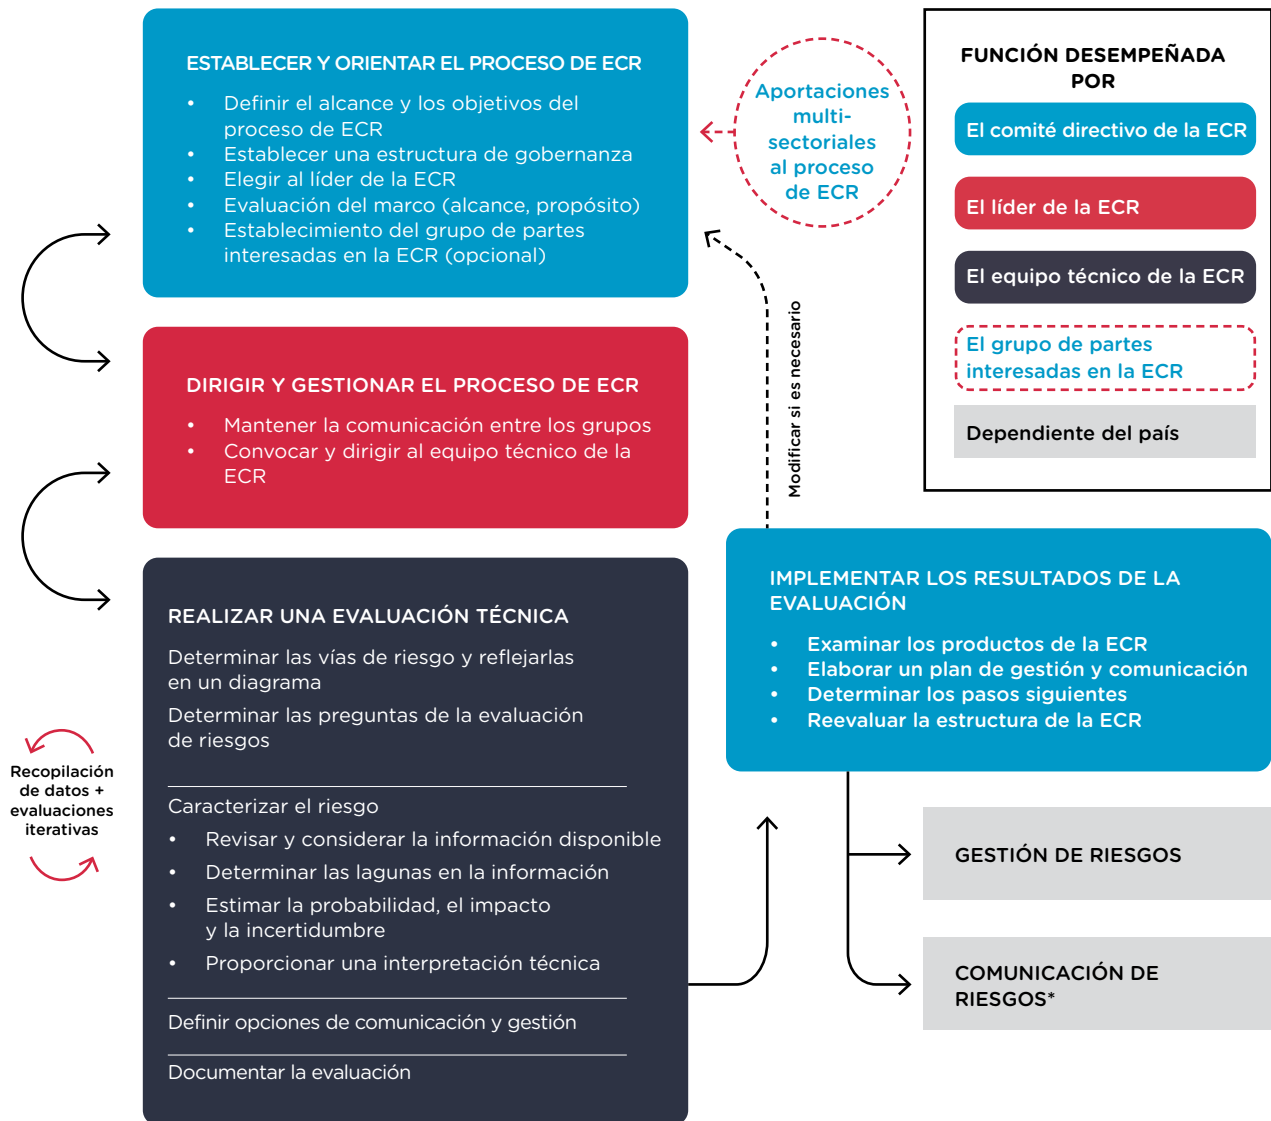 ESTABLECER Y ORIENTAR EL PROCESO DE ECR
• Definir el alcance y los objetivos del
proceso de ECR
• Establecer una estructura de gobernanza
• Elegir al líder de la ECR
• Evaluación del marco (alcance, propósito)
• Establecimiento del grupo de partes
interesadas en la ECR (opcional)
Aportaciones
multi-
sectoriales
al proceso
de ECR
FUNCIÓN DESEMPEÑADA
POR
El comité directivo de la ECR
El líder de la ECR
El equipo técnico de la ECR
El grupo de partes
interesadas en la ECR
Dependiente del país
DIRIGIR Y GESTIONAR EL PROCESO DE ECR
• Mantener la comunicación entre los grupos
• Convocar y dirigir al equipo técnico de la
ECR
Modificar si es necesario
REALIZAR UNA EVALUACIÓN TÉCNICA
Determinar las vías de riesgo y reflejarlas
en un diagrama
Determinar las preguntas de la evaluación
de riesgos
Caracterizar el riesgo
• Revisar y considerar la información disponible
• Determinar las lagunas en la información
• Estimar la probabilidad, el impacto
y la incertidumbre
• Proporcionar una interpretación técnica
Definir opciones de comunicación y gestión
Documentar la evaluación
Recopilación
de datos +
evaluaciones
iterativas
IMPLEMENTAR LOS RESULTADOS DE LA
EVALUACIÓN
• Examinar los productos de la ECR
• Elaborar un plan de gestión y comunicación
• Determinar los pasos siguientes
• Reevaluar la estructura de la ECR
GESTIÓN DE RIESGOS
COMUNICACIÓN DE
RIESGOS*